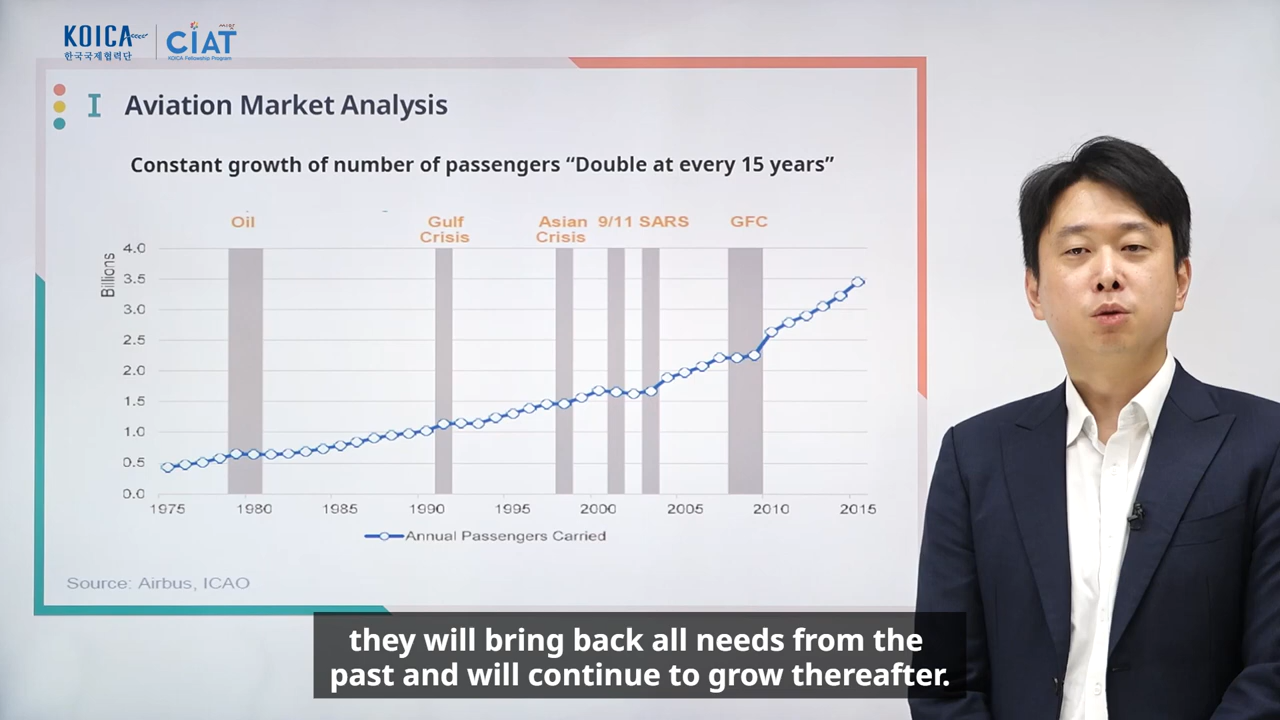 KOICA
한국국제협력단
CIAT
KOICA Fellowship Program
I Aviation Market Analysis
Constant growth of number of passengers “Double at every 15 years”
Oil
Gulf
Crisis
Asian
Crisis
9/11
SARS
GFC
Billions
4.0
3.5
3.0
2.5
2.0
1.5
1.0
0.5
0.0
1975 1980 1985 1990 1995 2000 2005 2010 2015
Annual Passengers Carried
Source: Airbus, ICAO
they will bring back all needs from the
past and will continue to grow thereafter.